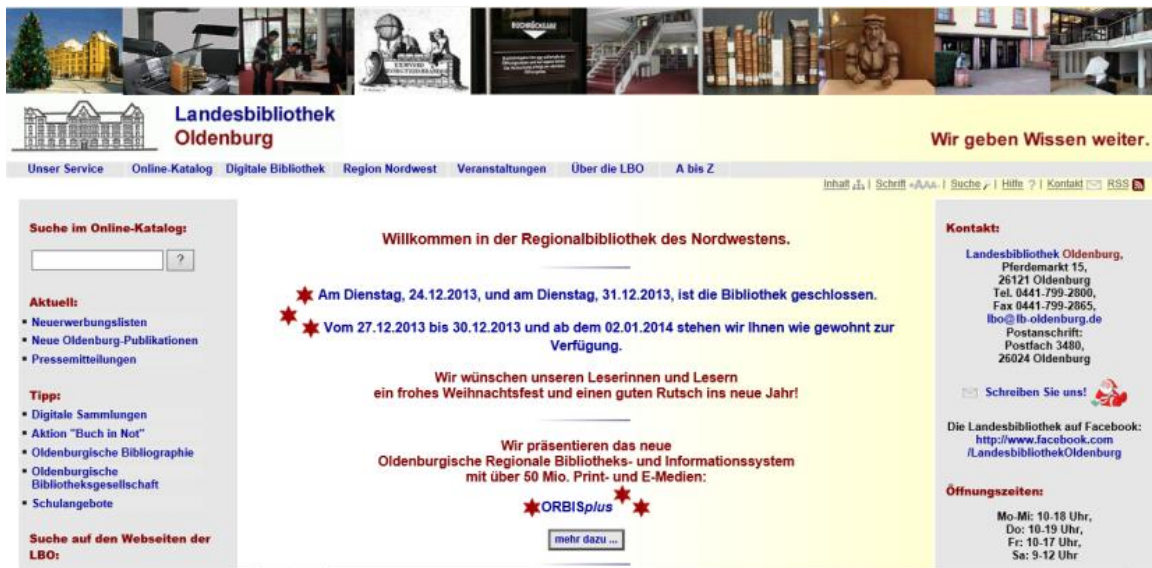 Landesbibliothek
Oldenburg
Wir geben Wissen weiter.
Unser Service Online-Katalog Digitale Bibliothek Region Nordwest Veranstaltungen Über die LBO A bis Z
Inhalt | Schrift +AAA- | Suche | Hilfe ? | Kontakt RSS
Suche im Online-Katalog:
?
Aktuell:
Neuerwerbungslisten
Neue Oldenburg-Publikationen
Pressemitteilungen
Tipp:
Digitale Sammlungen
Aktion "Buch in Not"
Oldenburgische Bibliographie
Oldenburgische
Bibliotheksgesellschaft
Schulangebote
Suche auf den Webseiten der
LBO:
Willkommen in der Regionalbibliothek des Nordwestens.
Am Dienstag, 24.12.2013, und am Dienstag, 31.12.2013, ist die Bibliothek geschlossen.
Vom 27.12.2013 bis 30.12.2013 und ab dem 02.01.2014 stehen wir Ihnen wie gewohnt zur
Verfügung.
Wir wünschen unseren Leserinnen und Lesern
ein frohes Weihnachtsfest und einen guten Rutsch ins neue Jahr!
Wir präsentieren das neue
Oldenburgische Regionale Bibliotheks- und Informationssystem
mit über 50 Mio. Print- und E-Medien:
ORBISplus
mehr dazu ...
Kontakt:
Landesbibliothek Oldenburg,
Pferdemarkt 15,
26121 Oldenburg
Tel. 0441-799-2800,
Fax 0441-799-2865,
lbo@lb-oldenburg.de
Postanschrift:
Postfach 3480,
26024 Oldenburg
Schreiben Sie uns!
Die Landesbibliothek auf Facebook:
http://www.facebook.com
/LandesbibliothekOldenburg
Öffnungszeiten:
Mo-Mi: 10-18 Uhr,
Do: 10-19 Uhr,
Fr: 10-17 Uhr,
Sa: 9-12 Uhr